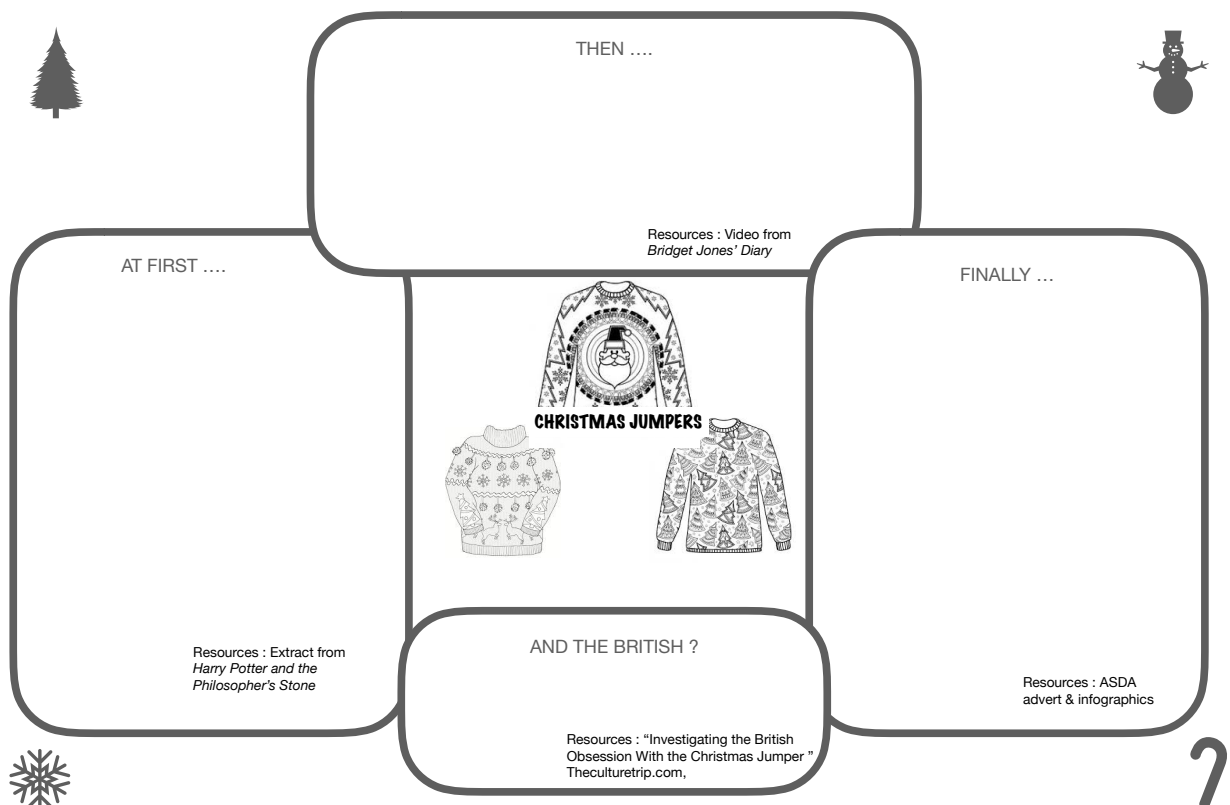 THEN ….
Resources : Video from
Bridget Jones’ Diary
AT FIRST ….
Resources : Extract from
Harry Potter and the
Philosopher’s Stone
CHRISTMAS JUMPERS
FINALLY …
Resources : ASDA
advert & infographics
AND THE BRITISH ?
Resources : “Investigating the British
Obsession With the Christmas Jumper ”
Theculturetrip.com,